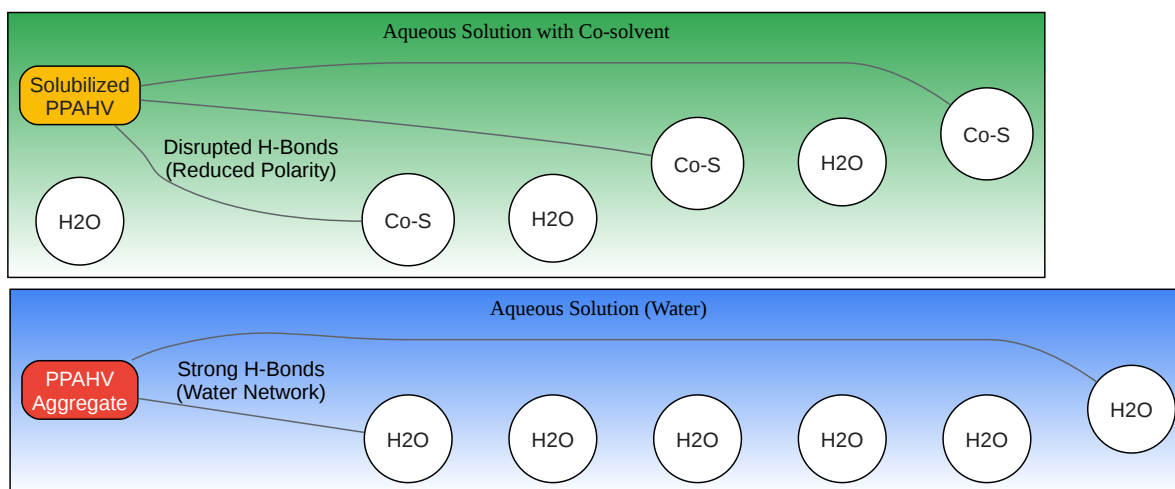 Aqueous Solution with Co-solvent
Solubilized
PPAHV
Disrupted H-Bonds
(Reduced Polarity)
H2O
Co-S
H2O
Co-S
H2O
Co-S
Aqueous Solution (Water)
PPAHV
Aggregate
Strong H-Bonds
(Water Network)
H2O
H2O
H2O
H2O
H2O
H2O